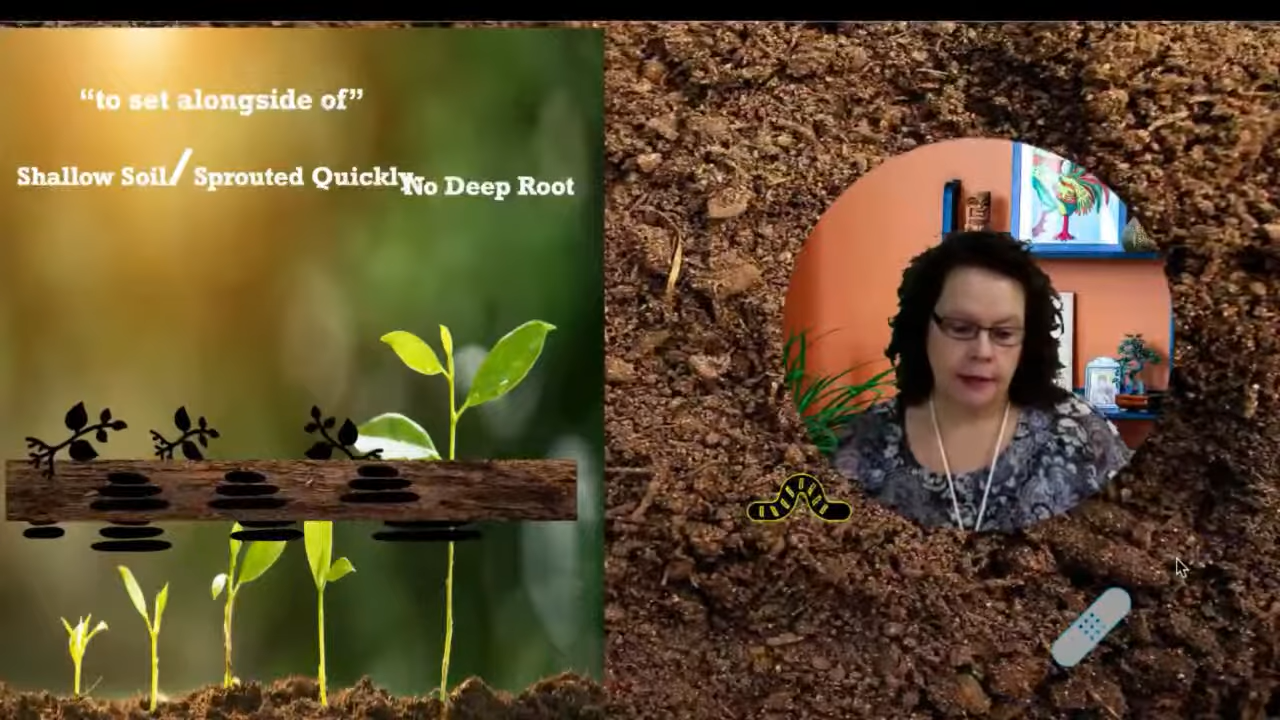 “to set alongside of”
Shallow Soil/ Sprouted Quickly No Deep Root